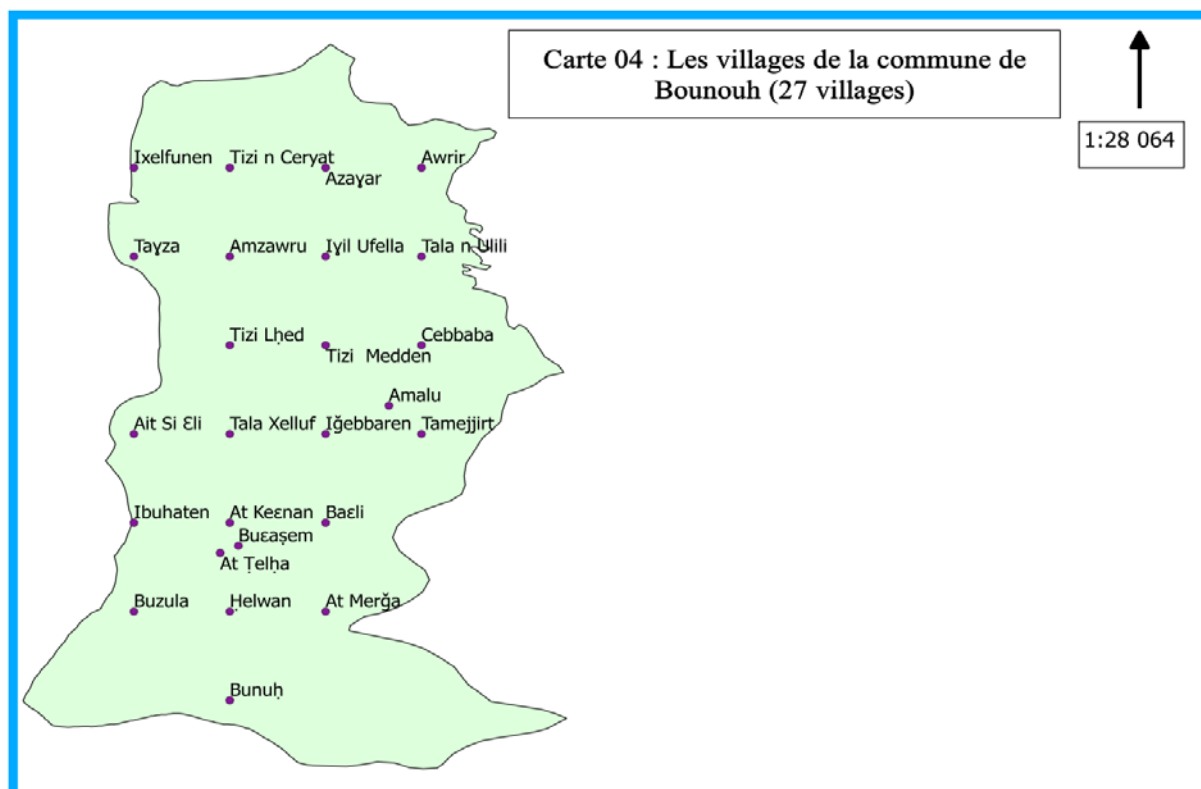 Carte 04 : Les villages de la commune de
Bounouh (27 villages)
1:28 064
Ixelfunen
Tizi n Ceryat
Azaɣar
Awrir
Taɣza
Amzawru
Iɣil Ufella
Tala n Ulili
Tizi Lḥed
Tizi Medden
Cebbaba
Amalu
Ait Si Ɛli
Tala Xelluf
Iğebbaren
Tamejjirt
Ibuhaten
At Keɛnan
Baɛli
Buɛaṣem
At Ṭelḥa
Buzula
Ḥelwan
At Merğa
Bunuḥ